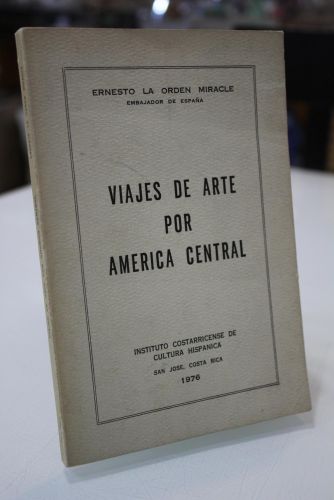 ERNESTO LA ORDEN MIRACLE
EMBAJADOR DE ESPAÑA
VIAJES DE ARTE
POR
AMERICA CENTRAL
INSTITUTO COSTARRICENSE DE
CULTURA HISPANICA
SAN JOSE, COSTA RICA
1976